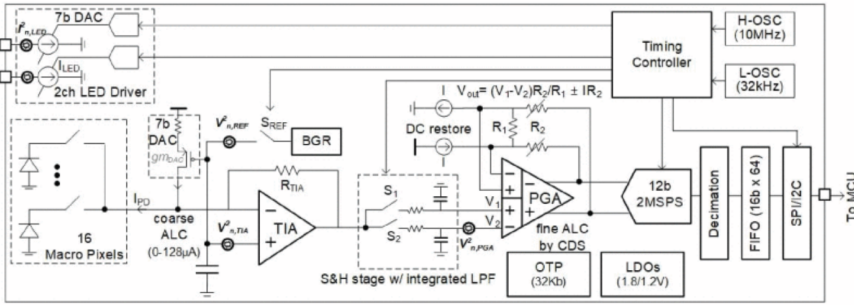 7b DAC
I²n,LED
ILED
2ch LED Driver
H-OSC
(10MHz)
Timing
Controller
L-OSC
(32kHz)
Vout= (V1-V2)R2/R1 ± IR2
I
DC restore
I
R1
R2
7b
DAC
gmDAC
V²n,REF
SREF
BGR
RTIA
IPD
coarse
ALC
(0-128µA)
V²n,TIA
TIA
16
Macro Pixels
S1
S2
V1
V2
V²n,PGA
PGA
fine ALC
by CDS
S&H stage w/ integrated LPF
12b
2MSPS
Decimation
FIFO (16b x 64)
SPI/I2C
To MCU
OTP
(32Kb)
LDOs
(1.8/1.2V)